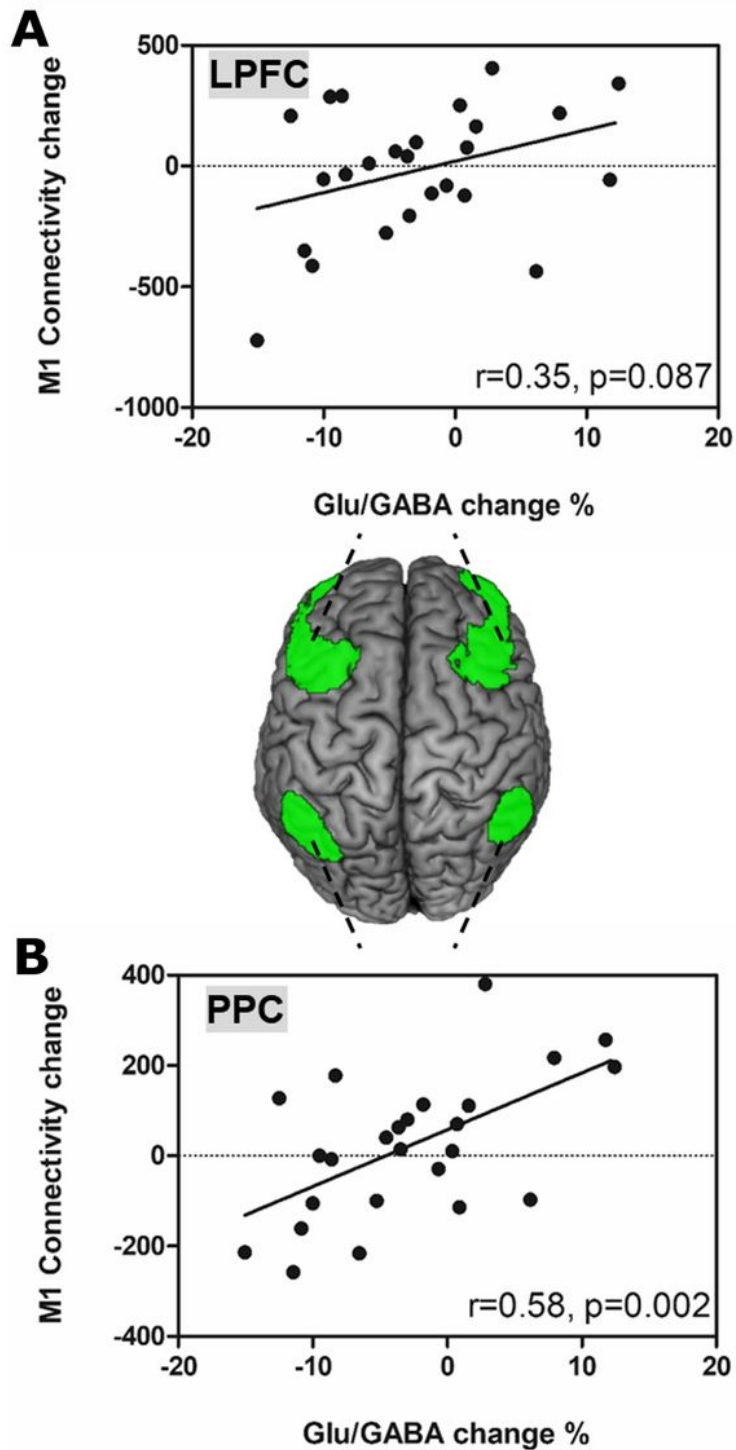 A
LPFC
M1 Connectivity change
500
0
-500
-1000
r=0.35, p=0.087
-20 -10 0 10 20
Glu/GABA change %
B
PPC
M1 Connectivity change
400
200
0
-200
-400
r=0.58, p=0.002
-20 -10 0 10 20
Glu/GABA change %